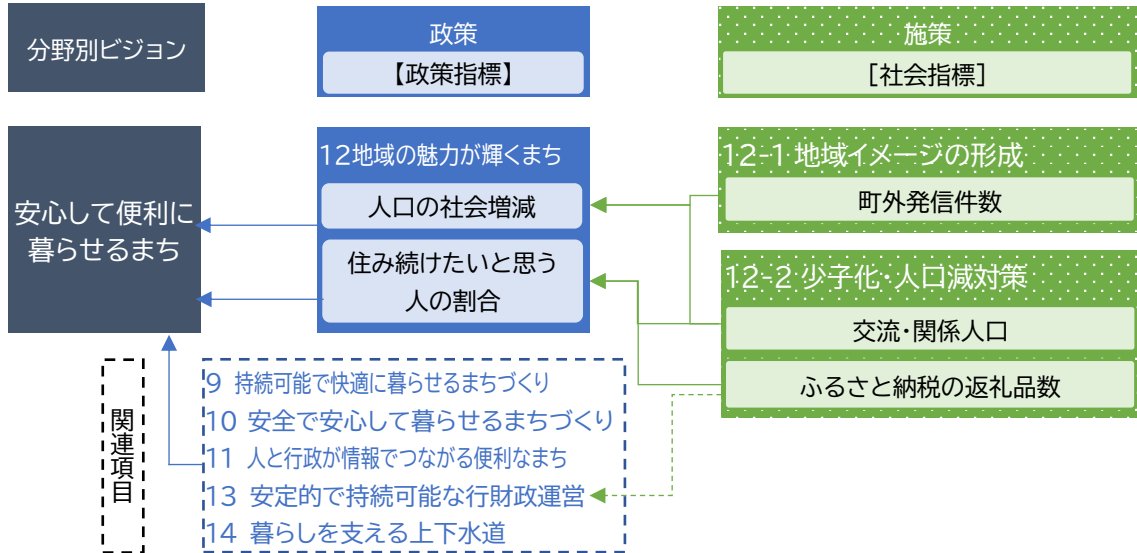 分野別ビジョン
政策
【政策指標】
施策
[社会指標]
安心して便利に
暮らせるまち
12地域の魅力が輝くまち
人口の社会増減
住み続けたいと思う
人の割合
12-1 地域イメージの形成
町外発信件数
12-2 少子化・人口減対策
交流・関係人口
ふるさと納税の返礼品数
関連項目
9 持続可能で快適に暮らせるまちづくり
10 安全で安心して暮らせるまちづくり
11 人と行政が情報でつながる便利なまち
13 安定的で持続可能な行財政運営
14 暮らしを支える上下水道